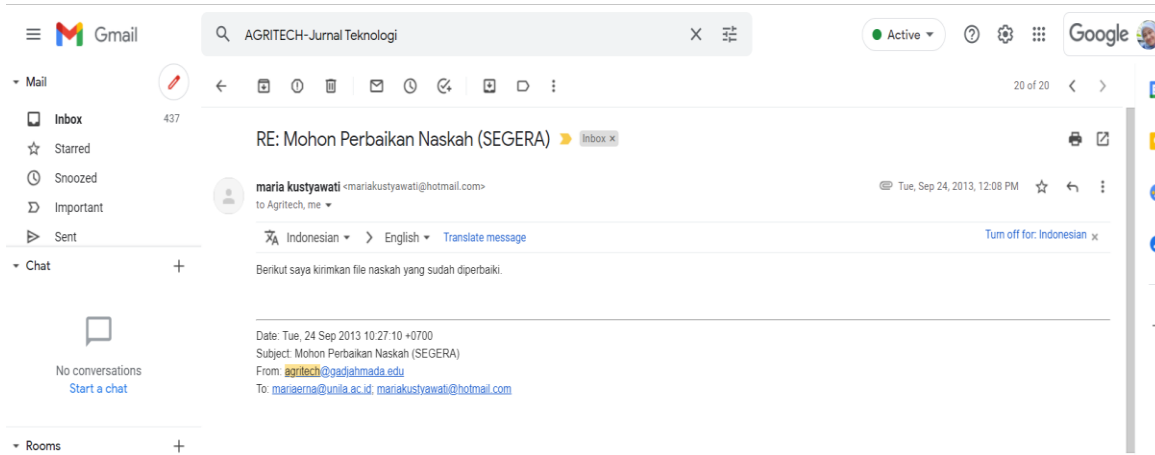 Gmail
AGRITECH-Jurnal Teknologi
Active
Google
Mail
20 of 20
Inbox 437
RE: Mohon Perbaikan Naskah (SEGERA) Inbox ×
Starred
Snoozed
maria kustyawati <mariakustyawati@hotmail.com>
Tue, Sep 24, 2013, 12:08 PM
to Agritech, me
Important
Sent
Indonesian > English Translate message
Turn off for: Indonesian x
Chat
Berikut saya kirimkan file naskah yang sudah diperbaiki.
No conversations
Start a chat
Date: Tue, 24 Sep 2013 10:27:10 +0700
Subject: Mohon Perbaikan Naskah (SEGERA)
From: agritech@gadjahmada.edu
To: mariaerna@unila.ac.id; mariakustyawati@hotmail.com
Rooms